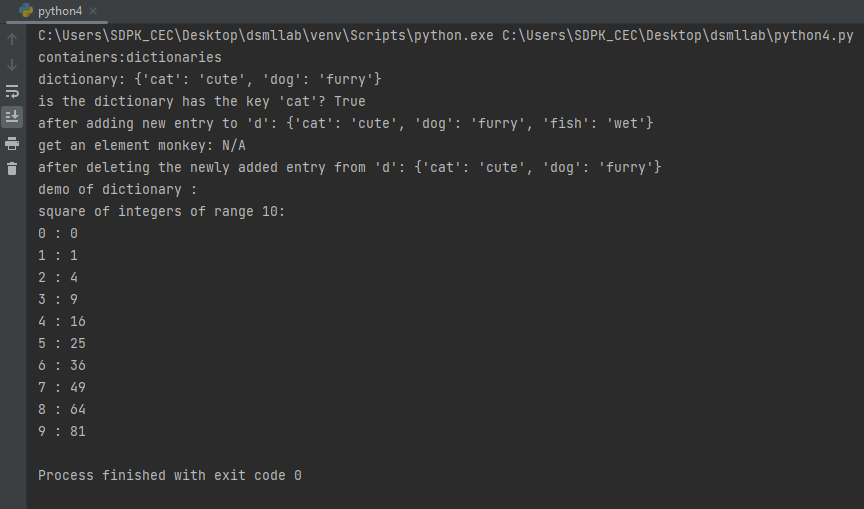 python4
C:\Users\SDPK_CEC\Desktop\dsmllab\venv\Scripts\python.exe C:\Users\SDPK_CEC\Desktop\dsmllab\python4.py
containers:dictionaries
dictionary: {'cat': 'cute', 'dog': 'furry'}
is the dictionary has the key 'cat'? True
after adding new entry to 'd': {'cat': 'cute', 'dog': 'furry', 'fish': 'wet'}
get an element monkey: N/A
after deleting the newly added entry from 'd': {'cat': 'cute', 'dog': 'furry'}
demo of dictionary :
square of integers of range 10:
0 : 0
1 : 1
2 : 4
3 : 9
4 : 16
5 : 25
6 : 36
7 : 49
8 : 64
9 : 81
Process finished with exit code 0